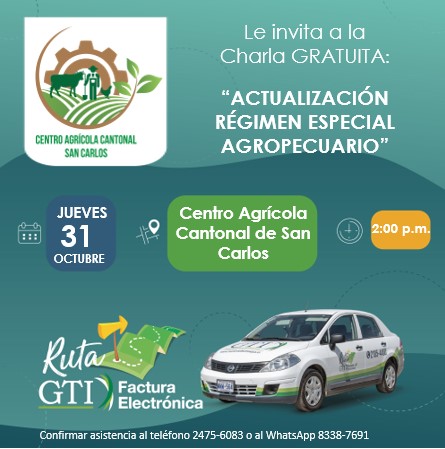 Le invita a la
Charla GRATUITA:
"ACTUALIZACIÓN
RÉGIMEN ESPECIAL
AGROPECUARIO"
CENTRO AGRÍCOLA CANTONAL
SAN CARLOS
JUEVES
31
OCTUBRE
Centro Agrícola
Cantonal de San
Carlos
2:00 p.m.
Ruta
GTI Factura
Electrónica
Confirmar asistencia al teléfono 2475-6083 o al WhatsApp 8338-7691